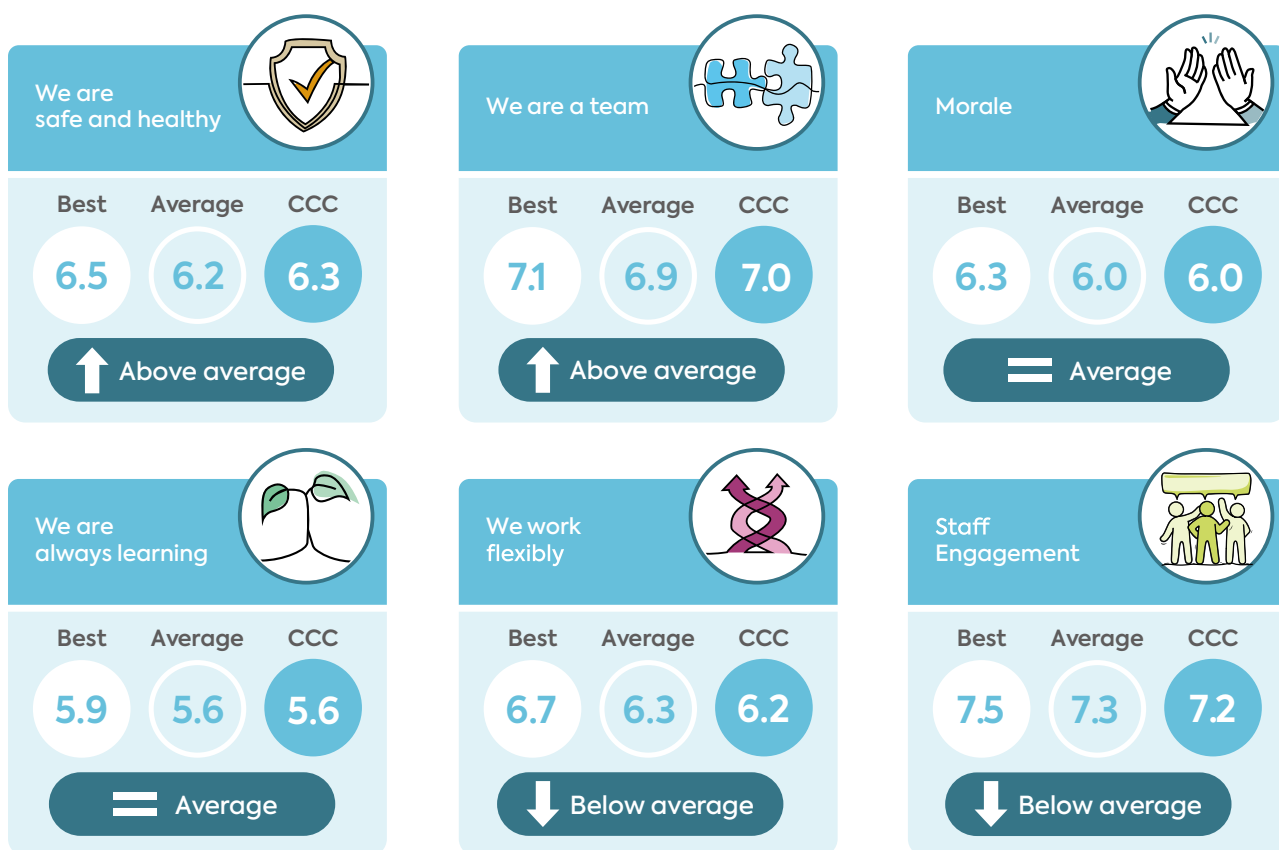 We are
safe and healthy
Best Average CCC
6.5 6.2 6.3
Above average
We are a team
Best Average CCC
7.1 6.9 7.0
Above average
Morale
Best Average CCC
6.3 6.0 6.0
Average
We are
always learning
Best Average CCC
5.9 5.6 5.6
Average
We work
flexibly
Best Average CCC
6.7 6.3 6.2
Below average
Staff
Engagement
Best Average CCC
7.5 7.3 7.2
Below average